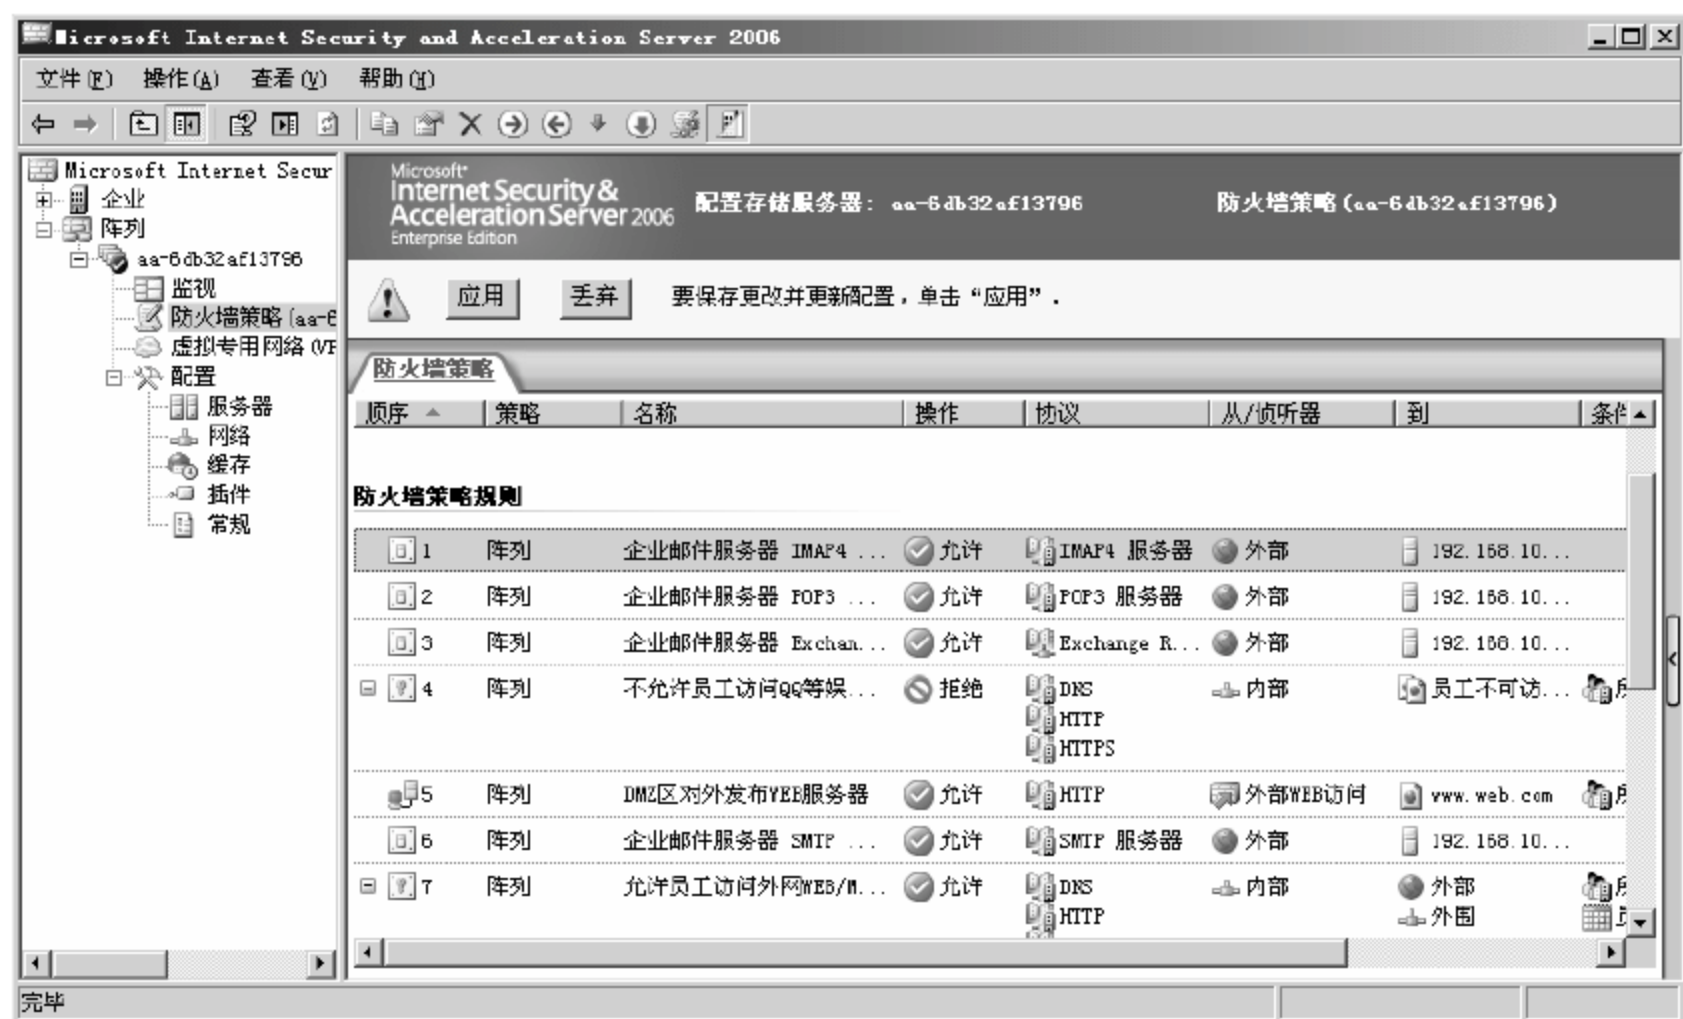 Microsoft Internet Security and Acceleration Server 2006
文件(F) 操作(A) 查看(V) 帮助(H)
Microsoft Internet Secur
企业
阵列
aa-6db32af13796
监视
防火墙策略 (aa-6
虚拟专用网络 (VP
配置
服务器
网络
缓存
插件
常规
Microsoft
Internet Security &
Acceleration Server 2006
Enterprise Edition
配置存储服务器: aa-6db32af13796 防火墙策略(aa-6db32af13796)
应用 丢弃 要保存更改并更新配置，单击“应用”.
防火墙策略
顺序 策略 名称 操作 协议 从/侦听器 到 条件
防火墙策略规则
1 阵列 企业邮件服务器 IMAP4 ... 允许 IMAP4 服务器 外部 192.168.10...
2 阵列 企业邮件服务器 POP3 ... 允许 POP3 服务器 外部 192.168.10...
3 阵列 企业邮件服务器 Exchan... 允许 Exchange R... 外部 192.168.10...
4 阵列 不允许员工访问QQ等娱... 拒绝 DNS 内部 员工不可访...
HTTP
HTTPS
5 阵列 DMZ区对外发布WEB服务器 允许 HTTP 外部WEB访问 www.web.com
6 阵列 企业邮件服务器 SMTP ... 允许 SMTP 服务器 外部 192.168.10...
7 阵列 允许员工访问外网WEB/M... 允许 DNS 内部 外部
HTTP 外围
完毕